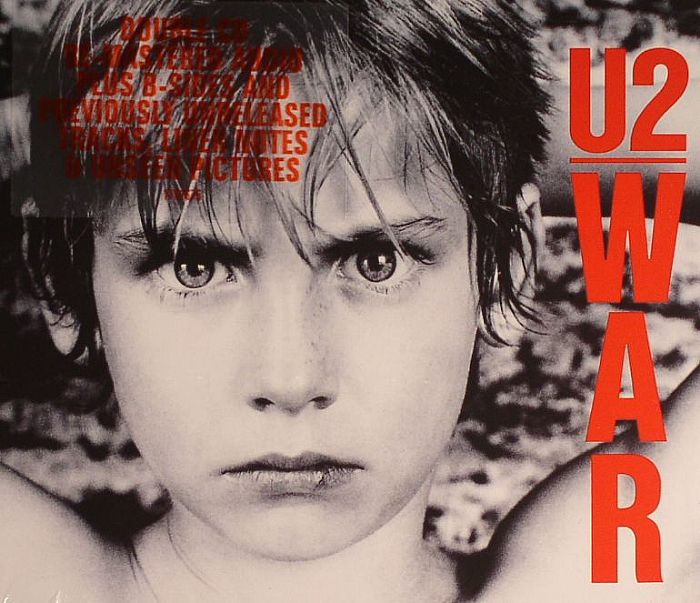 DOUBLE CD
RE-MASTERED AUDIO
PLUS B-SIDES AND
PREVIOUSLY UNRELEASED
TRACKS, LINER NOTES
& UNSEEN PICTURES
U2
WAR